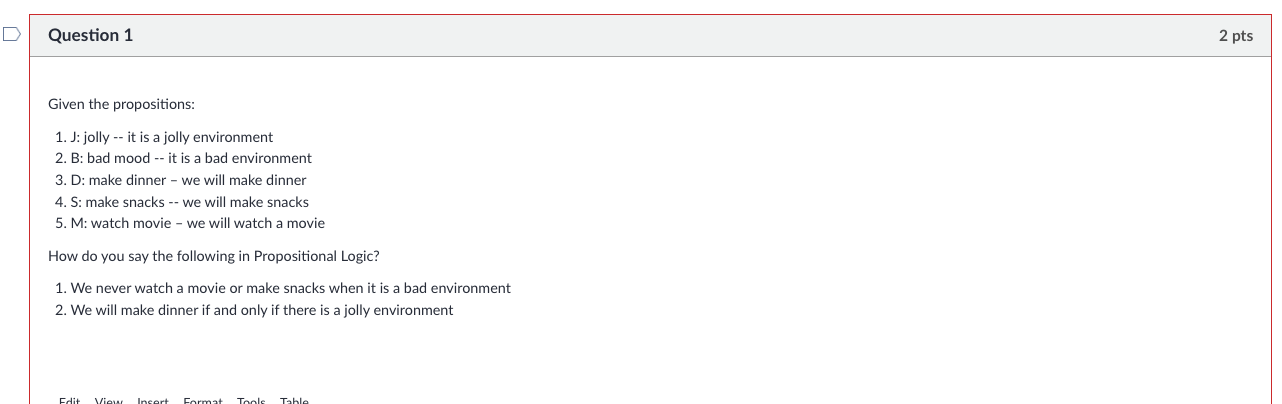 Question 1
2 pts
Given the propositions:
1. J: jolly -- it is a jolly environment
2. B: bad mood -- it is a bad environment
3. D: make dinner – we will make dinner
4. S: make snacks -- we will make snacks
5. M: watch movie – we will watch a movie
How do you say the following in Propositional Logic?
1. We never watch a movie or make snacks when it is a bad environment
2. We will make dinner if and only if there is a jolly environment
Edit View Insert Format Tools Table